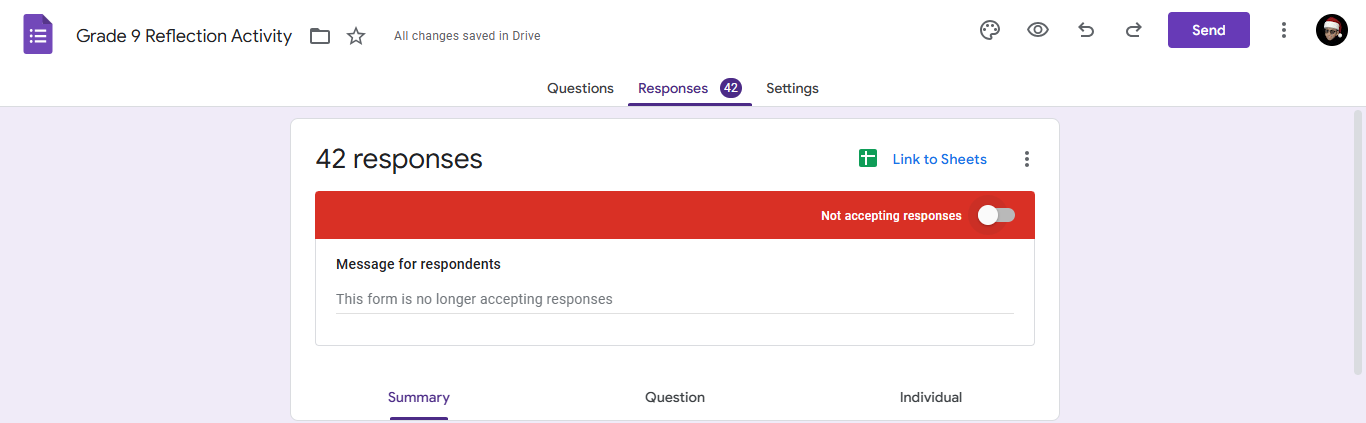 Grade 9 Reflection Activity
All changes saved in Drive
Send
Questions
Responses 42
Settings
42 responses
Link to Sheets
Not accepting responses
Message for respondents
This form is no longer accepting responses
Summary
Question
Individual